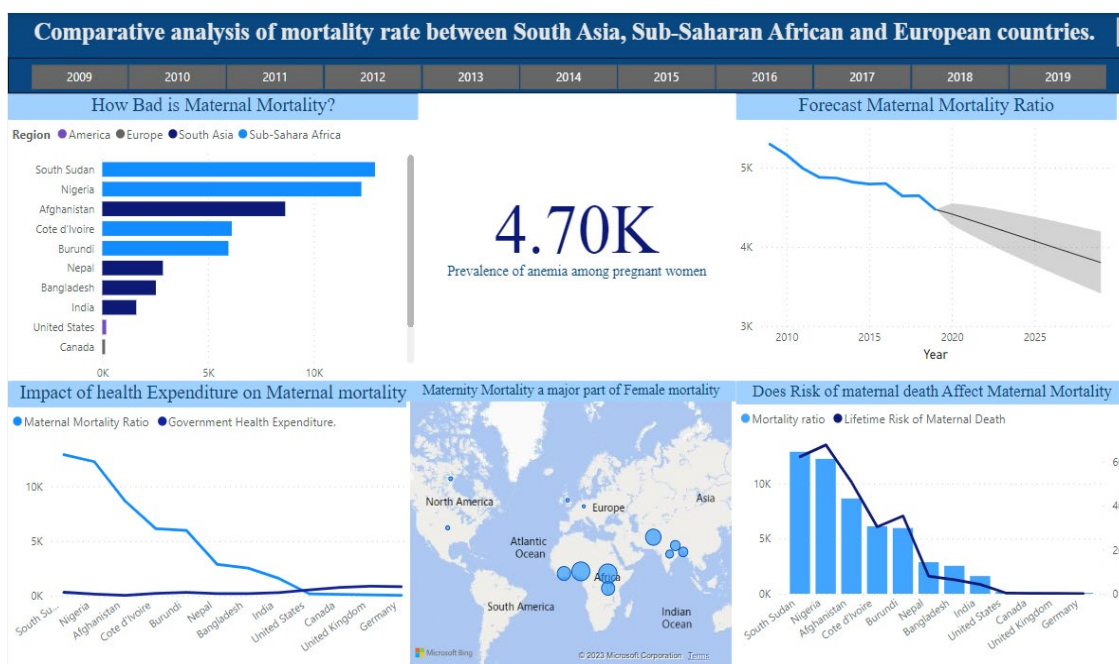 Comparative analysis of mortality rate between South Asia, Sub-Saharan African and European countries.
2009 2010 2011 2012 2013 2014 2015 2016 2017 2018 2019
How Bad is Maternal Mortality?
Region America Europe South Asia Sub-Sahara Africa
South Sudan
Nigeria
Afghanistan
Cote d'Ivoire
Burundi
Nepal
Bangladesh
India
United States
Canada
0K 5K 10K
4.70K
Prevalence of anemia among pregnant women
Forecast Maternal Mortality Ratio
5K
4K
3K
2010 2015 2020 2025
Year
Impact of health Expenditure on Maternal mortality
Maternal Mortality Ratio Government Health Expenditure.
10K
5K
0K
South Su... Nigeria Afghanistan Cote d'Ivoire Burundi Nepal Bangladesh India United States Canada United Kingdom Germany
Maternity Mortality a major part of Female mortality
North America
Europe
Asia
Atlantic
Ocean
Africa
South America
Indian
Ocean
Microsoft Bing
© 2023 Microsoft Corporation Terms
Does Risk of maternal death Affect Maternal Mortality
Mortality ratio Lifetime Risk of Maternal Death
10K
5K
0K
South Sudan Nigeria Afghanistan Cote d'Ivoire Burundi Nepal Bangladesh India United States Canada United Kingdom Germany
0